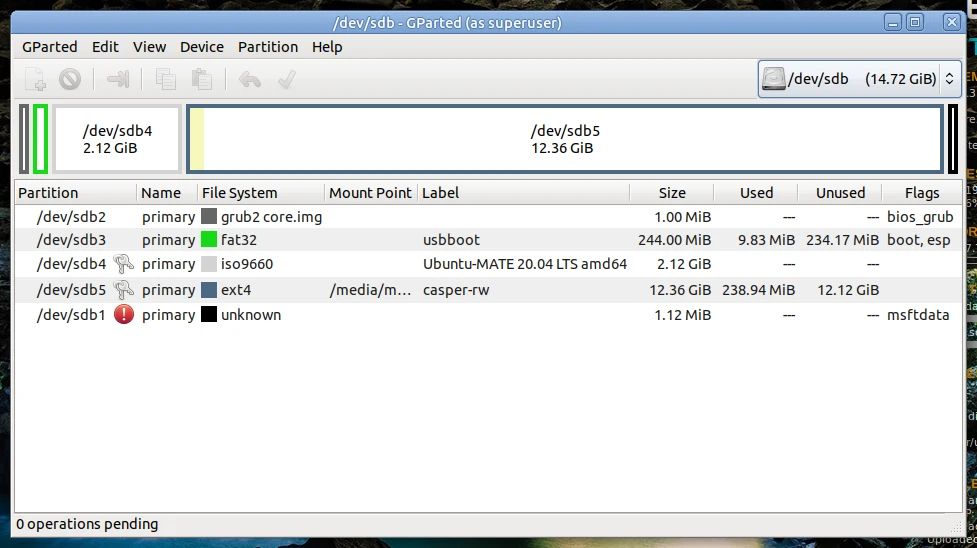 /dev/sdb - GParted (as superuser)
GParted Edit View Device Partition Help
/dev/sdb (14.72 GiB)
/dev/sdb4 /dev/sdb5
2.12 GiB 12.36 GiB
Partition Name File System Mount Point Label Size Used Unused Flags
/dev/sdb2 primary grub2 core.img 1.00 MiB --- --- bios_grub
/dev/sdb3 primary fat32 usbboot 244.00 MiB 9.83 MiB 234.17 MiB boot, esp
/dev/sdb4 primary iso9660 Ubuntu-MATE 20.04 LTS amd64 2.12 GiB --- ---
/dev/sdb5 primary ext4 /media/m... casper-rw 12.36 GiB 238.94 MiB 12.12 GiB
/dev/sdb1 primary unknown 1.12 MiB --- --- msftdata
0 operations pending